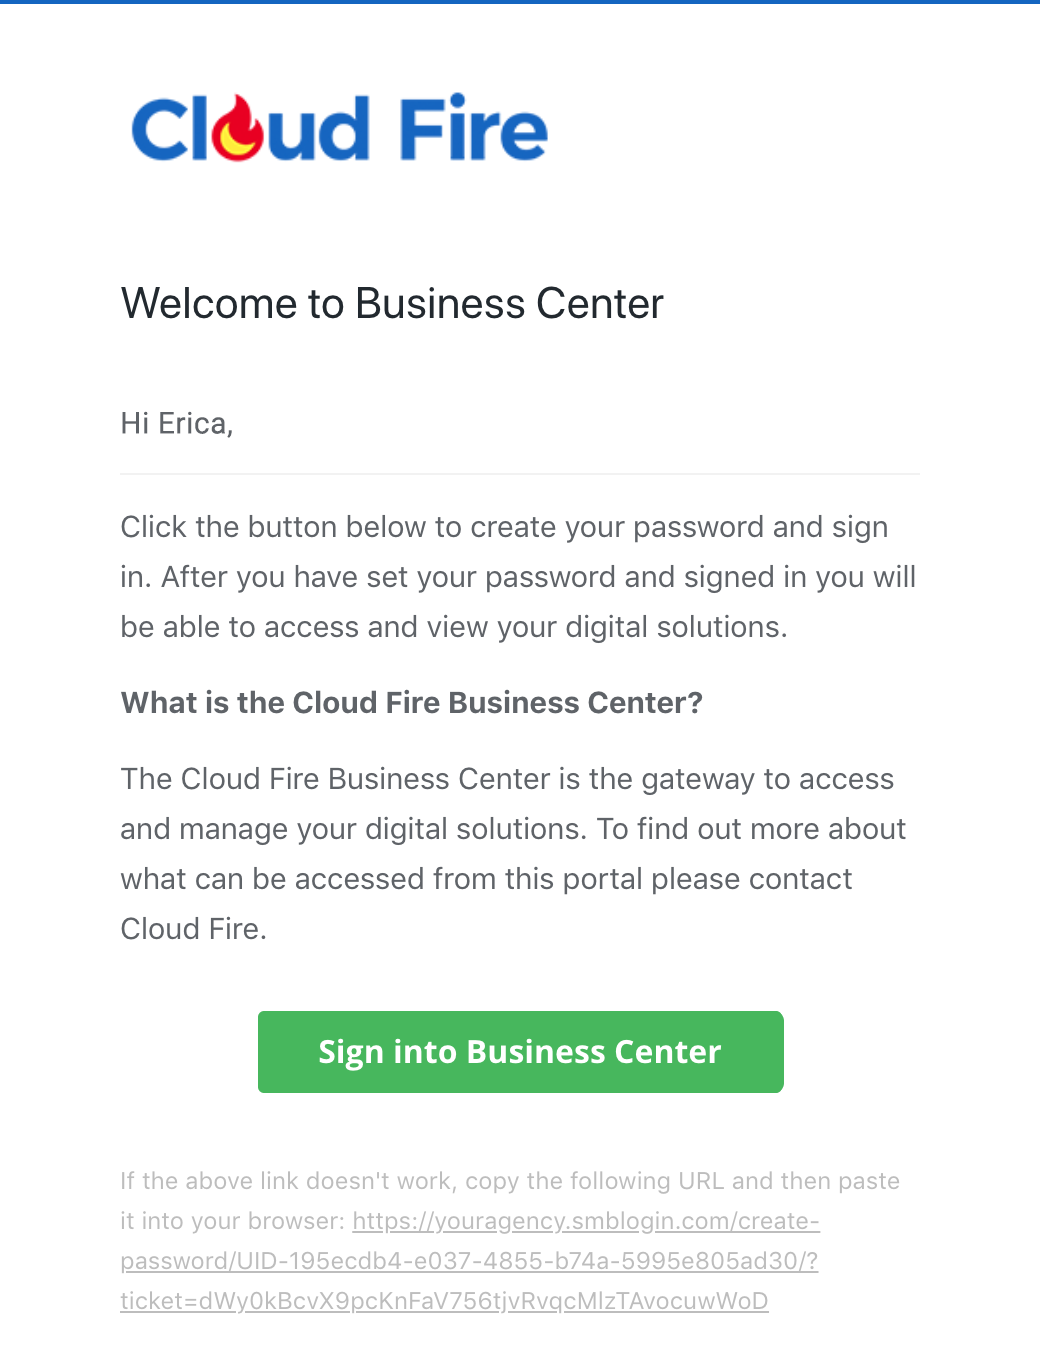 Cloud Fire
Welcome to Business Center
Hi Erica,
Click the button below to create your password and sign
in. After you have set your password and signed in you will
be able to access and view your digital solutions.
What is the Cloud Fire Business Center?
The Cloud Fire Business Center is the gateway to access
and manage your digital solutions. To find out more about
what can be accessed from this portal please contact
Cloud Fire.
Sign into Business Center
If the above link doesn't work, copy the following URL and then paste
it into your browser: https://youragency.smblogin.com/create-
password/UID-195ecdb4-e037-4855-b74a-5995e805ad30/?
ticket=dWy0kBcvX9pcKnFaV756tjvRvqcMlzTAvocuwWoD